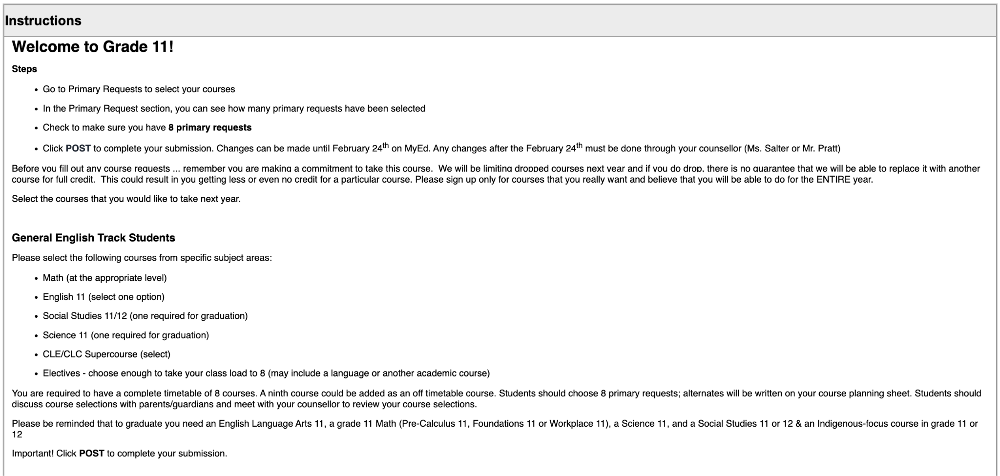 Instructions
Welcome to Grade 11!
Steps
• Go to Primary Requests to select your courses
• In the Primary Request section, you can see how many primary requests have been selected
• Check to make sure you have 8 primary requests
• Click POST to complete your submission. Changes can be made until February 24th on MyEd. Any changes after the February 24th must be done through your counsellor (Ms. Salter or Mr. Pratt)
Before you fill out any course requests ... remember you are making a commitment to take this course.  We will be limiting dropped courses next year and if you do drop, there is no guarantee that we will be able to replace it with another
course for full credit.  This could result in you getting less or even no credit for a particular course. Please sign up only for courses that you really want and believe that you will be able to do for the ENTIRE year.
Select the courses that you would like to take next year.
General English Track Students
Please select the following courses from specific subject areas:
• Math (at the appropriate level)
• English 11 (select one option)
• Social Studies 11/12 (one required for graduation)
• Science 11 (one required for graduation)
• CLE/CLC Supercourse (select)
• Electives - choose enough to take your class load to 8 (may include a language or another academic course)
You are required to have a complete timetable of 8 courses. A ninth course could be added as an off timetable course. Students should choose 8 primary requests; alternates will be written on your course planning sheet. Students should
discuss course selections with parents/guardians and meet with your counsellor to review your course selections.
Please be reminded that to graduate you need an English Language Arts 11, a grade 11 Math (Pre-Calculus 11, Foundations 11 or Workplace 11), a Science 11, and a Social Studies 11 or 12 & an Indigenous-focus course in grade 11 or
12
Important! Click POST to complete your submission.